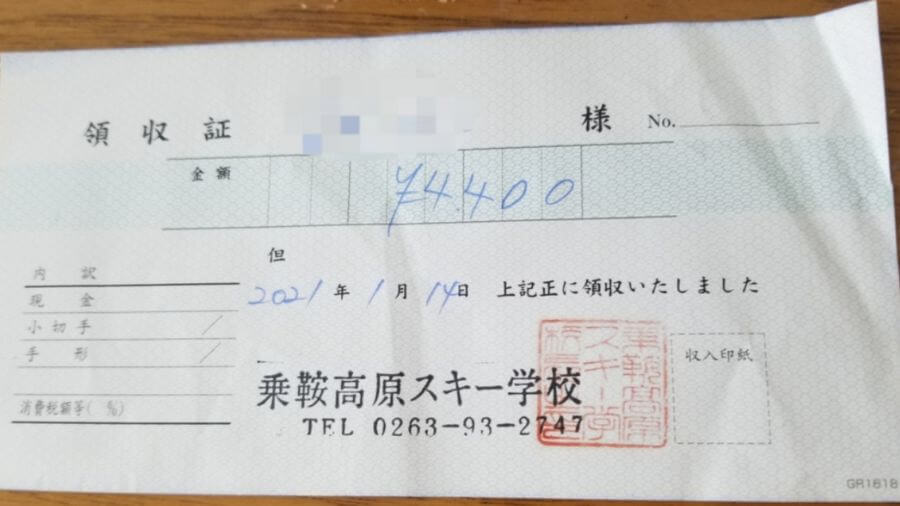 領収証 様 No.
金額 ¥4400
但
内訳
2021年1月14日 上記正に領収いたしました
現金
小切手
手形
収入印紙
乗鞍高原スキー学校
消費税額等( %)
TEL 0263-93-2747
GR1618